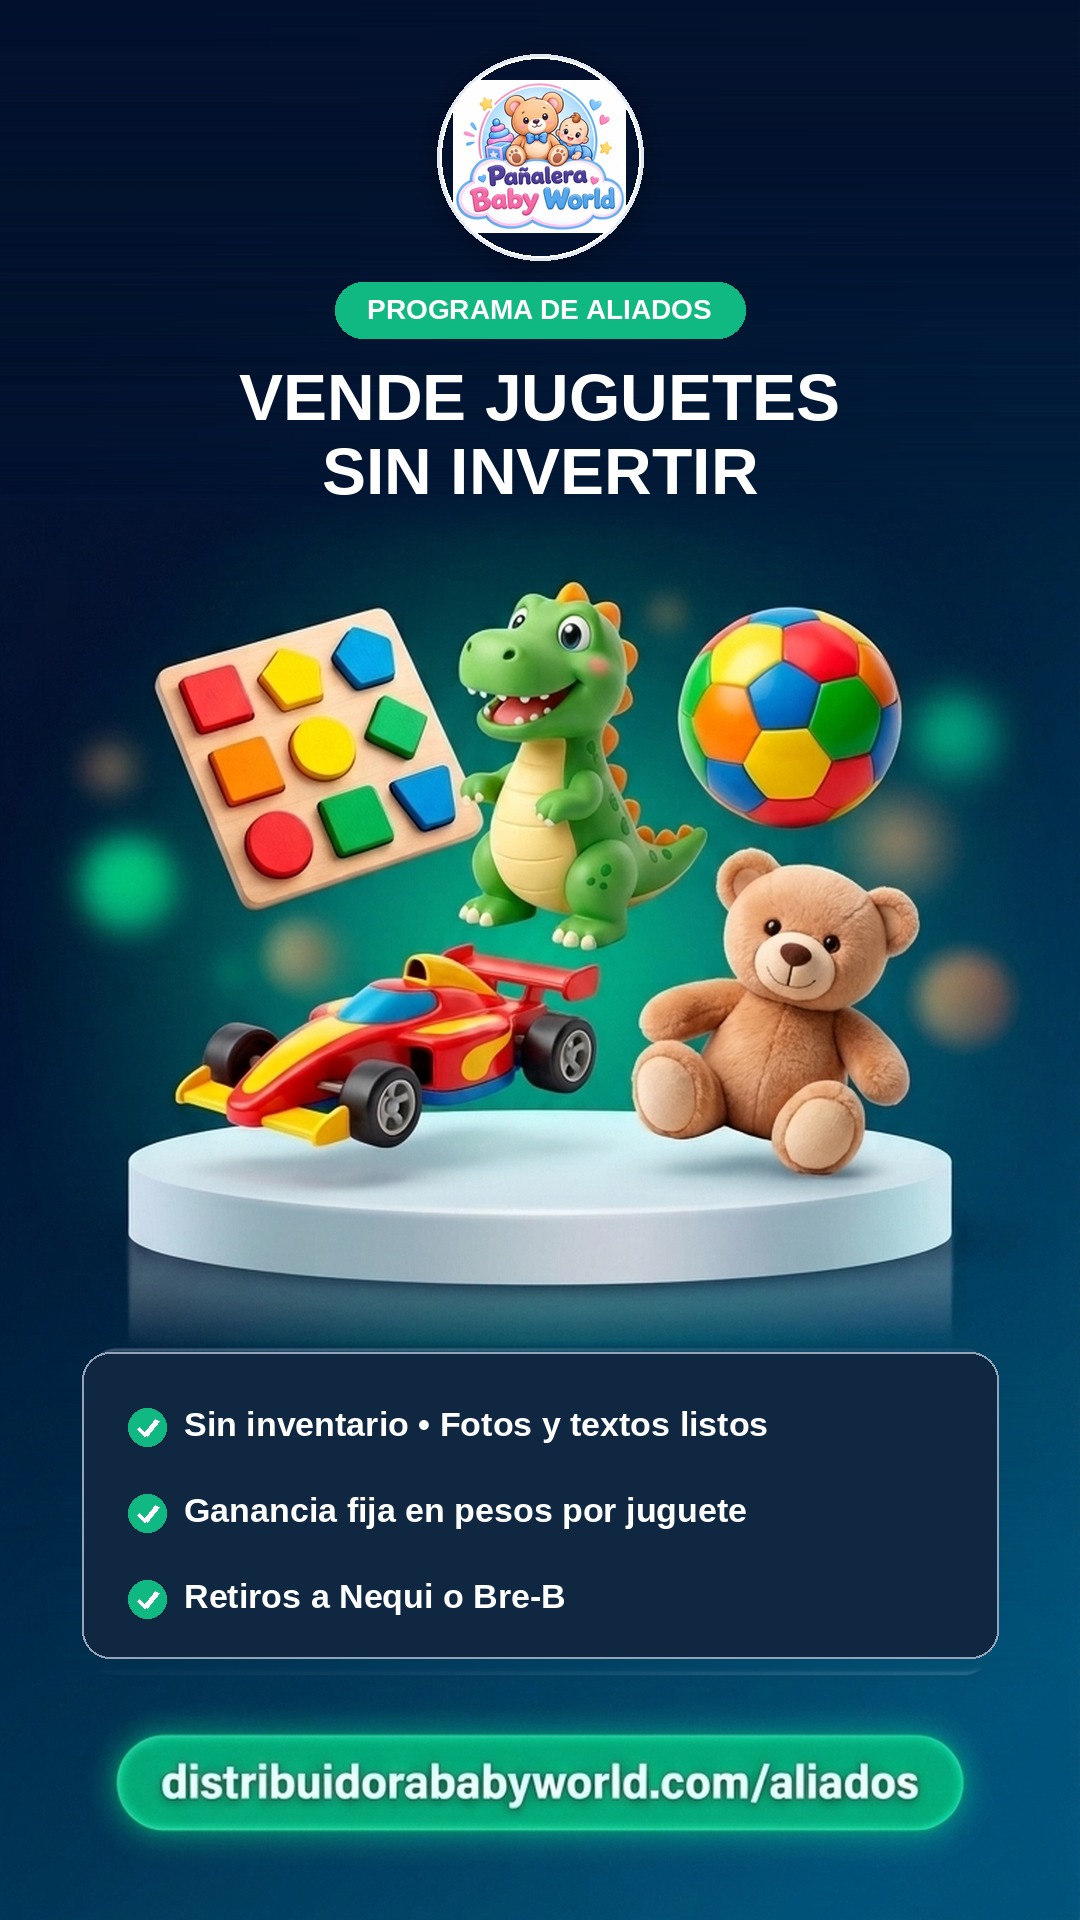 Pañalera
Baby World
PROGRAMA DE ALIADOS
VENDE JUGUETES
SIN INVERTIR
Sin inventario • Fotos y textos listos
Ganancia fija en pesos por juguete
Retiros a Nequi o Bre-B
distribuidorababyworld.com/aliados